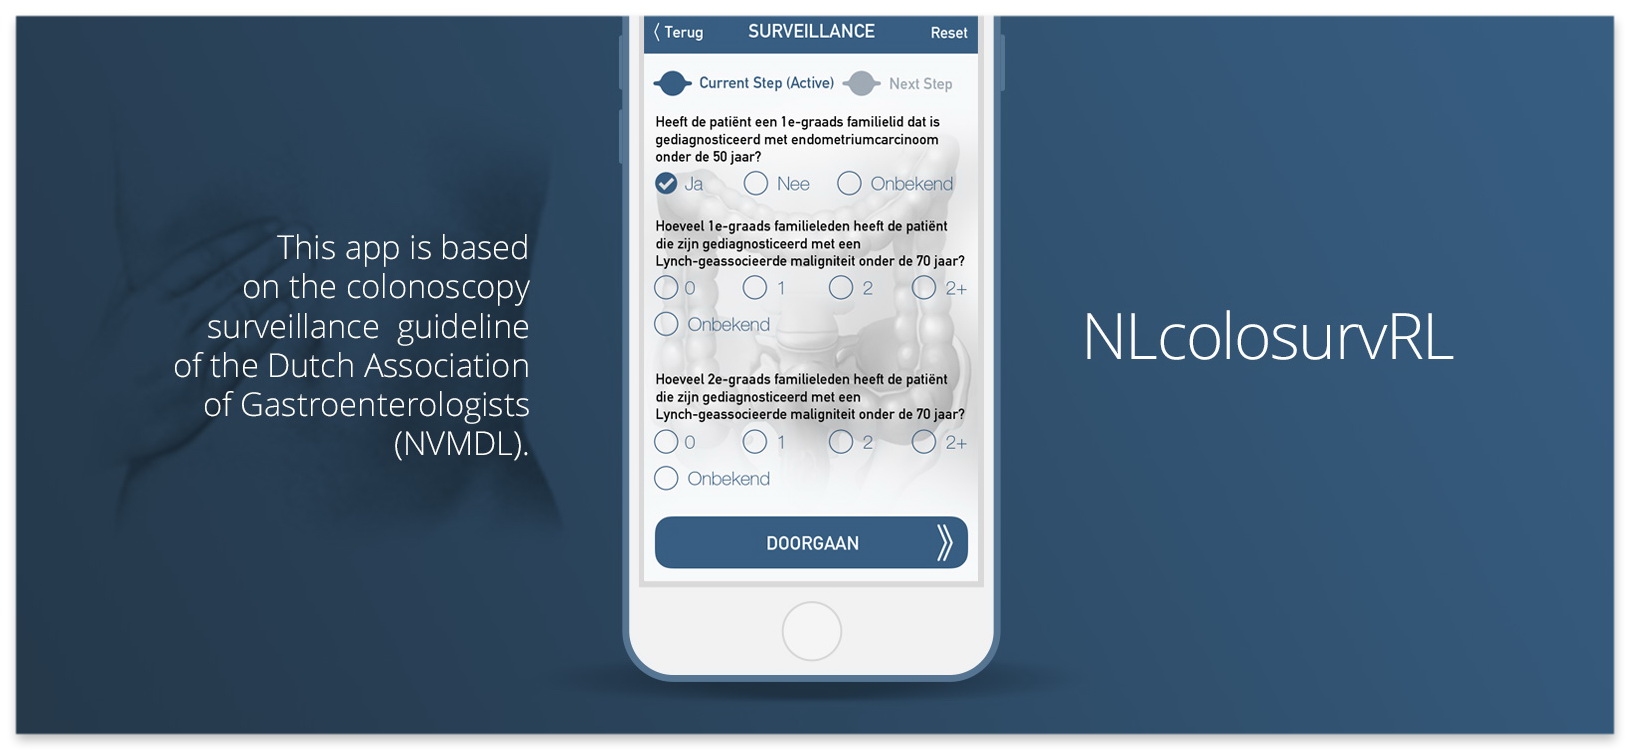 This app is based
on the colonoscopy
surveillance guideline
of the Dutch Association
of Gastroenterologists
(NVMDL).
Terug SURVEILLANCE Reset
Current Step (Active) Next Step
Heeft de patiënt een 1e-graads familielid dat is
gediagnosticeerd met endometriumcarcinoom
onder de 50 jaar?
Ja Nee Onbekend
Hoeveel 1e-graads familieleden heeft de patiënt
die zijn gediagnosticeerd met een
Lynch-geassocieerde maligniteit onder de 70 jaar?
0 1 2 2+
Onbekend
Hoeveel 2e-graads familieleden heeft de patiënt
die zijn gediagnosticeerd met een
Lynch-geassocieerde maligniteit onder de 70 jaar?
0 1 2 2+
Onbekend
DOORGAAN
NLcolosurvRL